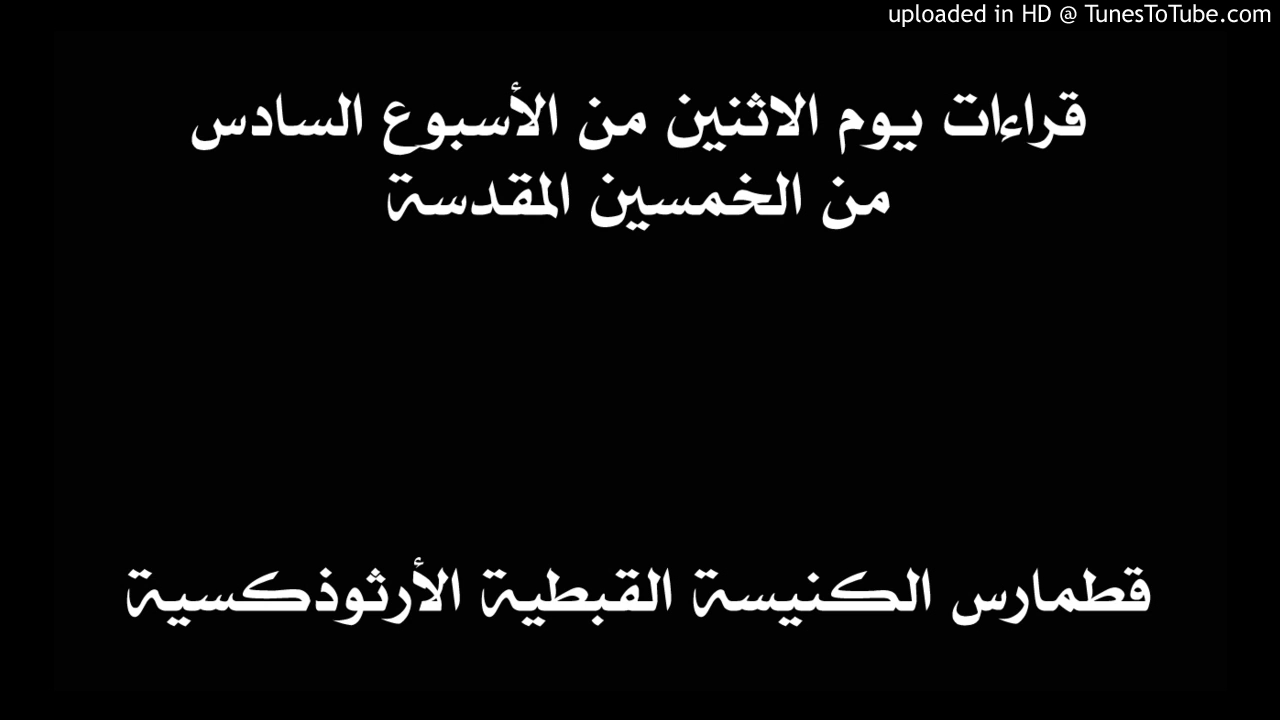 uploaded in HD @ TunesToTube.com
قراءات يوم الاثنين من الأسبوع السادس
من الخمسين المقدسة
قطمارس الكنيسة القبطية الأرثوذكسية